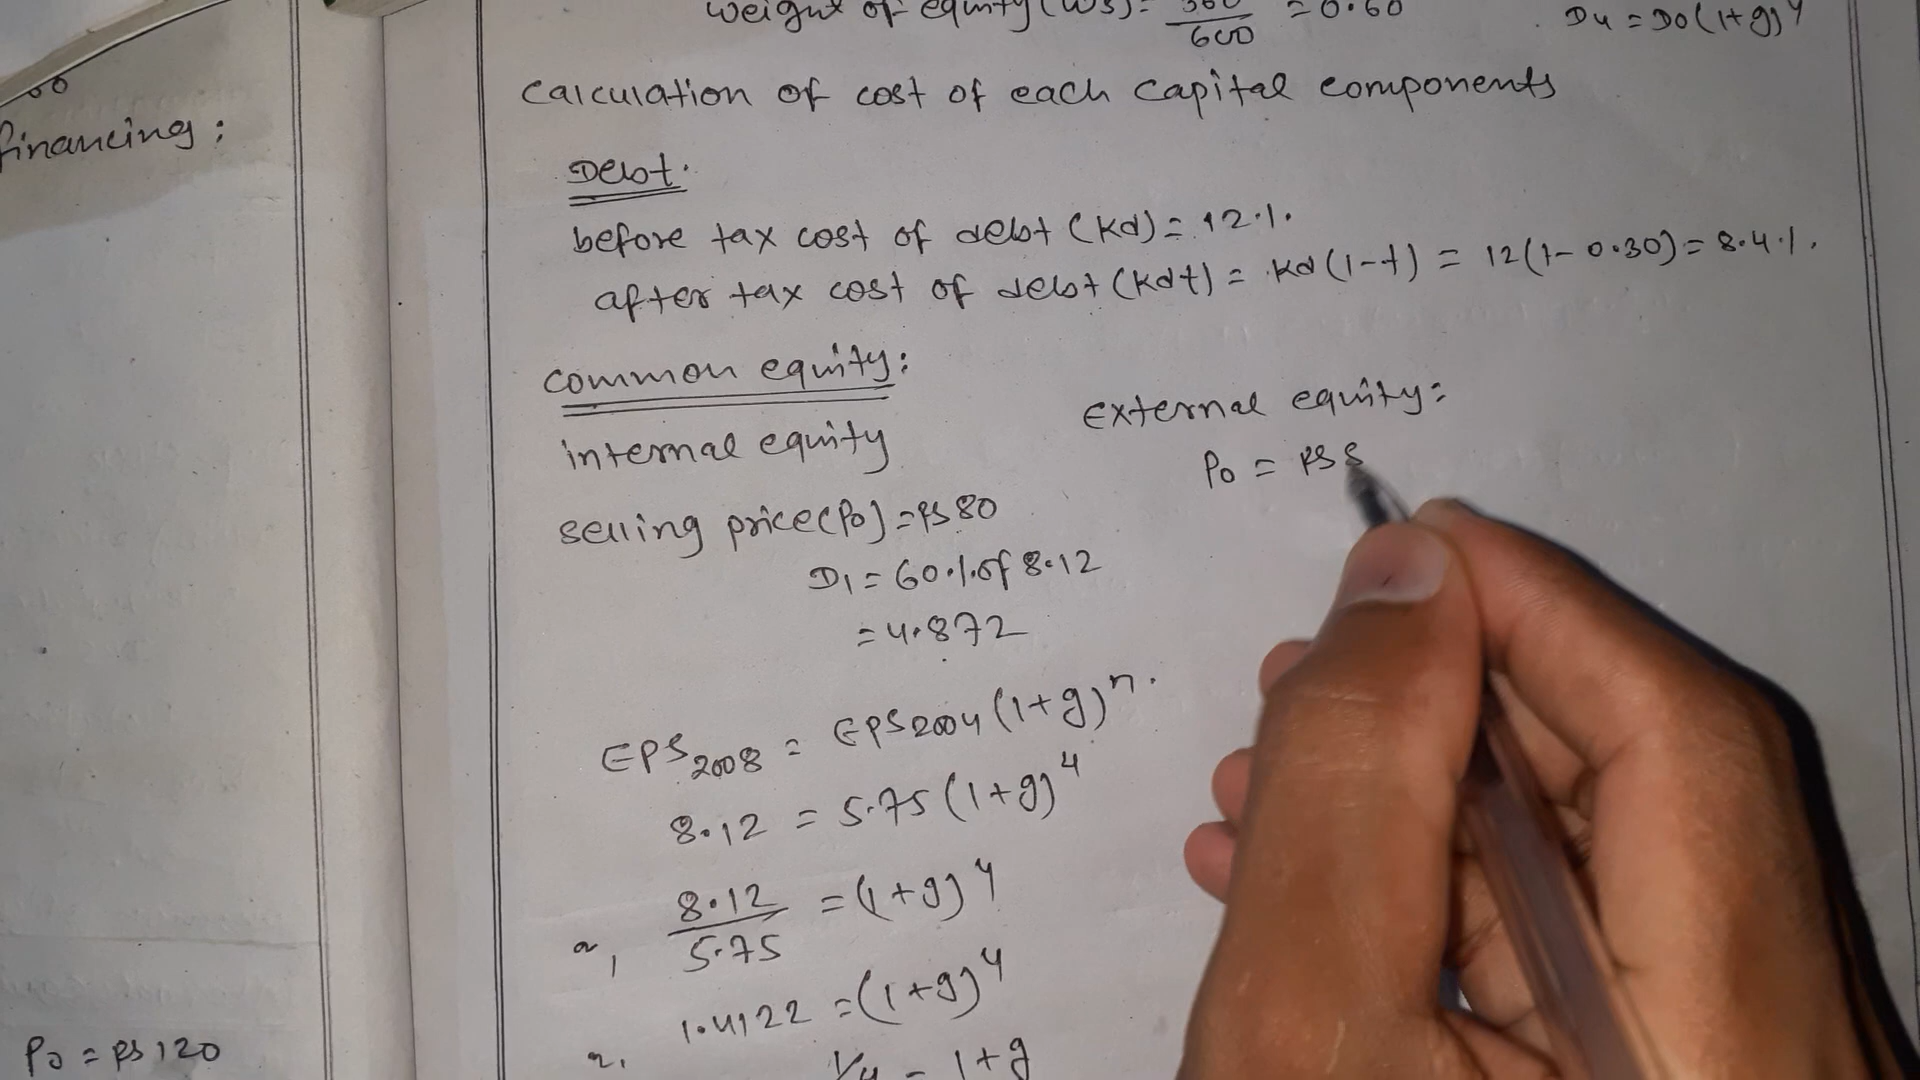 financing:
P0 = RS 120
weight of equity (Ws) = 360/600 = 0.60
D4 = D0(1+g)4
calculation of cost of each capital components
Debt.
before tax cost of debt (Kd) = 12%.
after tax cost of debt (Kdt) = Kd (1-t) = 12(1-0.30) = 8.4%.
common equity:
internal equity
selling price (P0) = RS 80
D1 = 60% of 8.12
= 4.872
EPS2008 = EPS2004 (1+g)n.
8.12 = 5.75 (1+g)4
8.12/5.75 = (1+g)4
1.4122 = (1+g)4
1/4 = 1+g
External equity:
P0 = RS 8